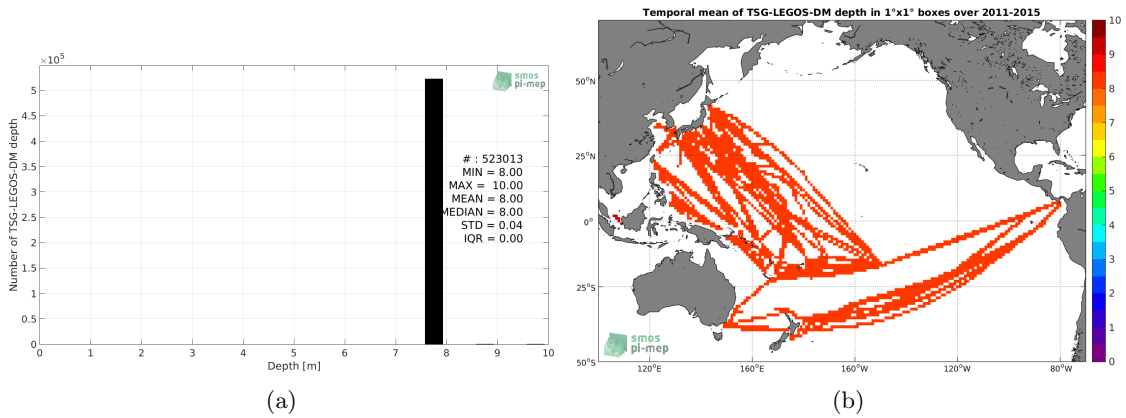 ×10⁵
5
4.5
4
3.5
3
2.5
2
1.5
1
0.5
0
Number of TSG-LEGOS-DM depth
smos
pi-mep
# : 523013
MIN = 8.00
MAX = 10.00
MEAN = 8.00
MEDIAN = 8.00
STD = 0.04
IQR = 0.00
0 1 2 3 4 5 6 7 8 9 10
Depth [m]
(a)
Temporal mean of TSG-LEGOS-DM depth in 1°x1° boxes over 2011-2015
50°N
25°N
0°
25°S
50°S
120°E 160°E 160°W 120°W 80°W
smos
pi-mep
10
9
8
7
6
5
4
3
2
1
0
(b)